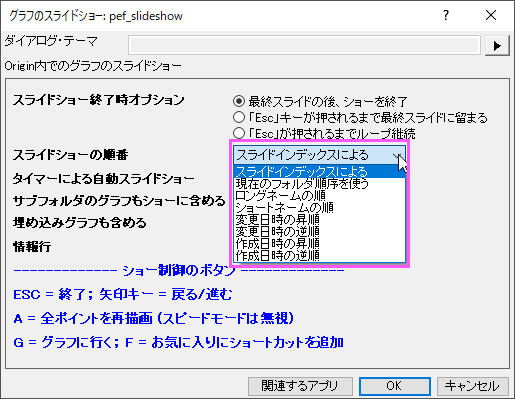 グラフのスライドショー: pef_slideshow
ダイアログ・テーマ
Origin内でのグラフのスライドショー
スライドショー終了時オプション
最終スライドの後、ショーを終了
「Esc」キーが押されるまで最終スライドに留まる
「Esc」が押されるまでループ継続
スライドショーの順番
スライドインデックスによる
スライドインデックスによる
現在のフォルダ順序を使う
ロングネームの順
ショートネームの順
変更日時の昇順
変更日時の逆順
作成日時の昇順
作成日時の逆順
タイマーによる自動スライドショー
サブフォルダのグラフもショーに含める
埋め込みグラフも含める
情報行
------------- ショー制御のボタン -------------
ESC = 終了; 矢印キー = 戻る/進む
A = 全ポイントを再描画 (スピードモードは無視)
G = グラフに行く; F = お気に入りにショートカットを追加
関連するアプリ
OK
キャンセル